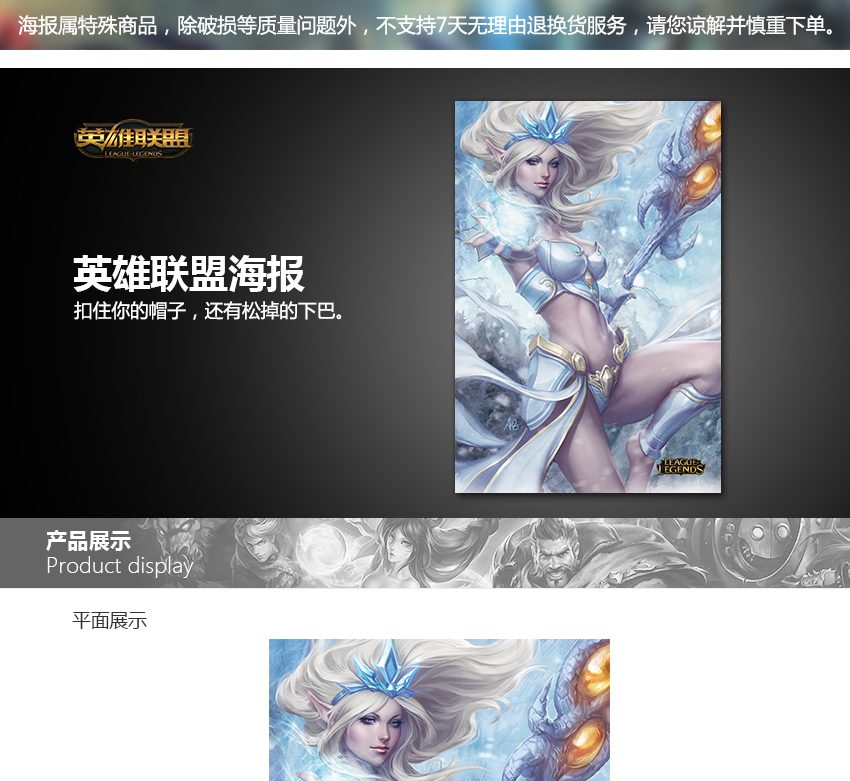 海报属特殊商品，除破损等质量问题外，不支持7天无理由退换货服务，请您谅解并慎重下单。
英雄联盟
LEAGUE OF LEGENDS
英雄联盟海报
扣住你的帽子，还有松掉的下巴。
LEAGUE OF
LEGENDS
产品展示
Product display
平面展示